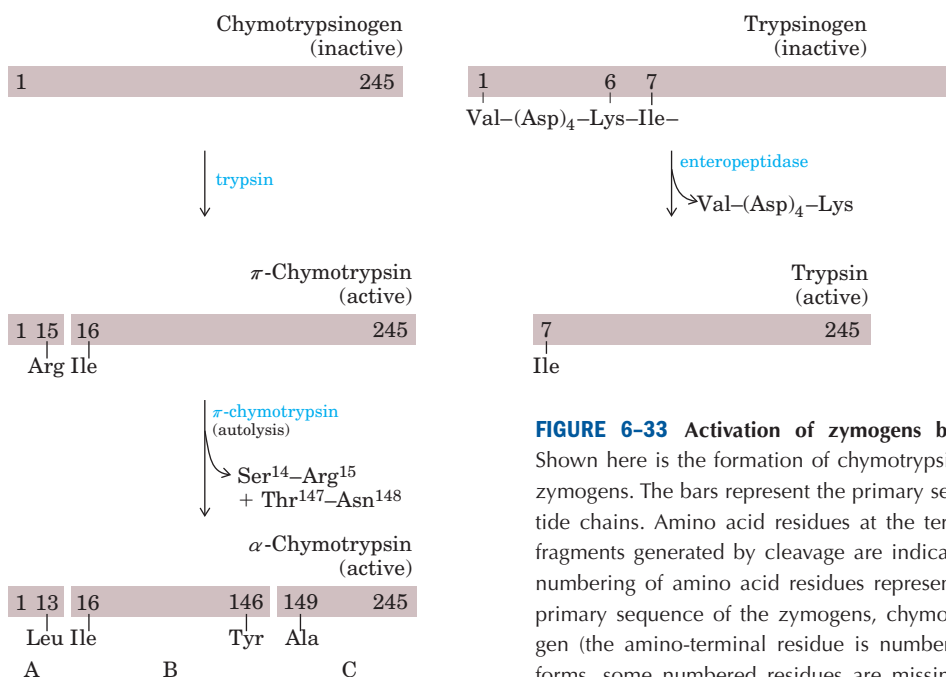 Chymotrypsinogen
(inactive)
1 245
trypsin
π-Chymotrypsin
(active)
1 15 16 245
Arg Ile
π-chymotrypsin
(autolysis)
Ser¹⁴–Arg¹⁵
+ Thr¹⁴⁷–Asn¹⁴⁸
α-Chymotrypsin
(active)
1 13 16 146 149 245
Leu Ile Tyr Ala
A B C
Trypsinogen
(inactive)
1 6 7
Val–(Asp)₄–Lys–Ile–
enteropeptidase
Val–(Asp)₄–Lys
Trypsin
(active)
7 245
Ile
FIGURE 6–33 Activation of zymogens b
Shown here is the formation of chymotrypsi
zymogens. The bars represent the primary se
tide chains. Amino acid residues at the ter
fragments generated by cleavage are indica
numbering of amino acid residues represen
primary sequence of the zymogens, chymo
gen (the amino-terminal residue is number
forms, some numbered residues are missin